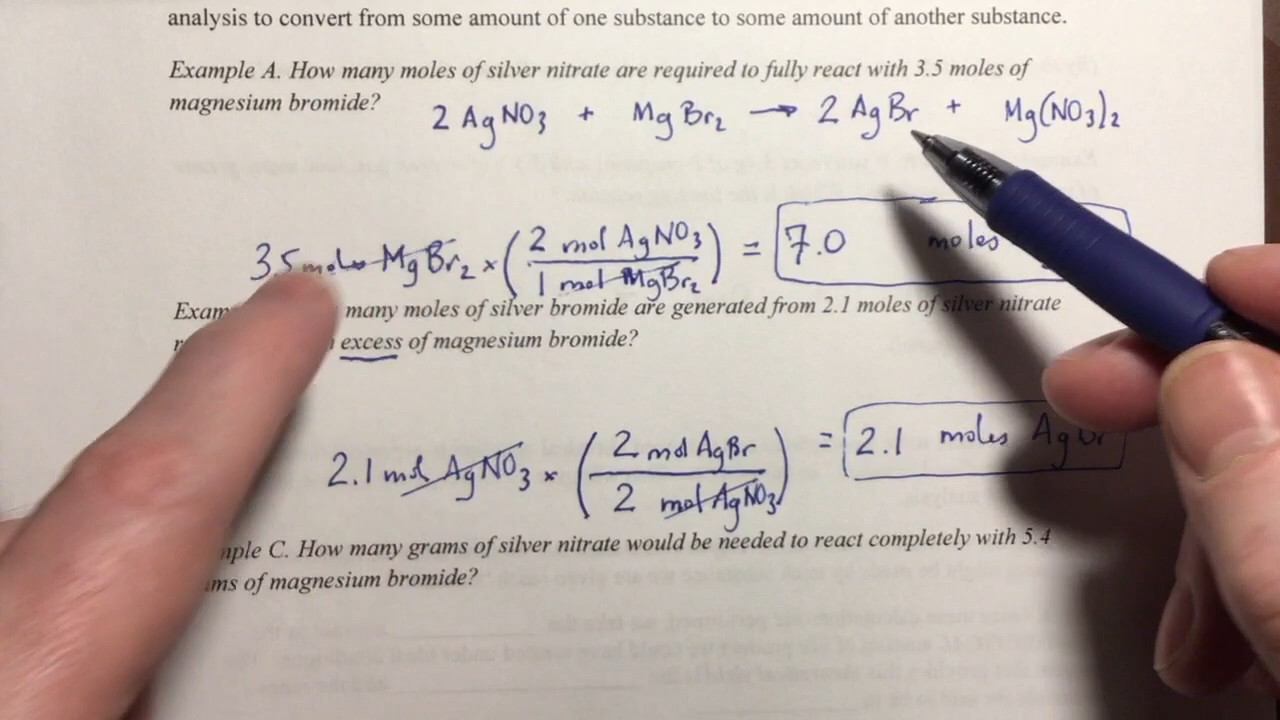 analysis to convert from some amount of one substance to some amount of another substance.
Example A. How many moles of silver nitrate are required to fully react with 3.5 moles of
magnesium bromide?
2 AgNO₃ + MgBr₂ → 2 AgBr + Mg(NO₃)₂
3.5 moles MgBr₂ × (2 mol AgNO₃ / 1 mol MgBr₂) = 7.0 moles
many moles of silver bromide are generated from 2.1 moles of silver nitrate
excess of magnesium bromide?
2.1 mol AgNO₃ × (2 mol AgBr / 2 mol AgNO₃) = 2.1 moles AgBr
ple C. How many grams of silver nitrate would be needed to react completely with 5.4
ms of magnesium bromide?